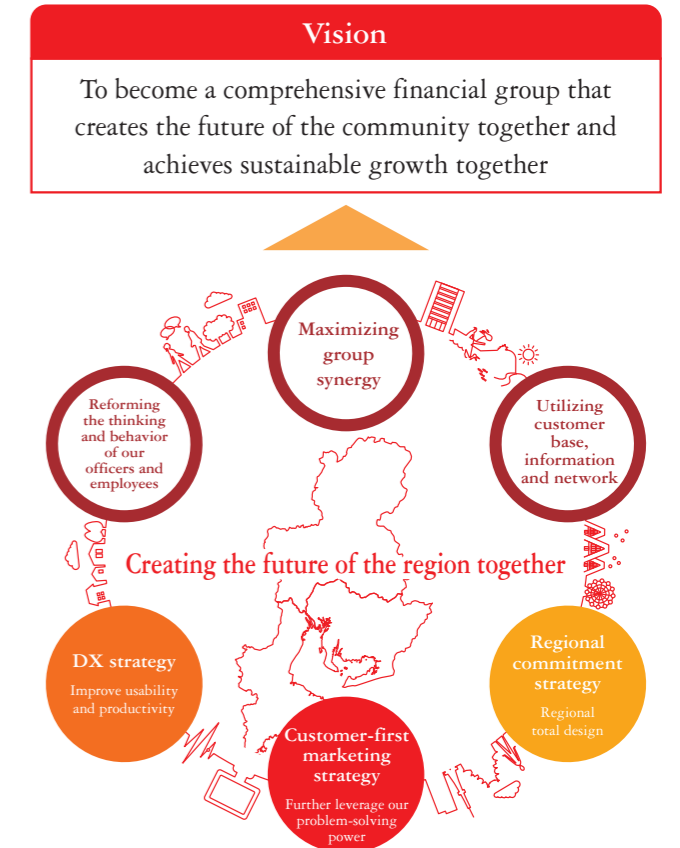 Vision
To become a comprehensive financial group that
creates the future of the community together and
achieves sustainable growth together
Maximizing
group
synergy
Reforming
the thinking
and behavior
of our
officers and
employees
Utilizing
customer
base,
information
and network
Creating the future of the region together
DX strategy
Improve usability
and productivity
Regional
commitment
strategy
Regional
total design
Customer-first
marketing
strategy
Further leverage our
problem-solving
power